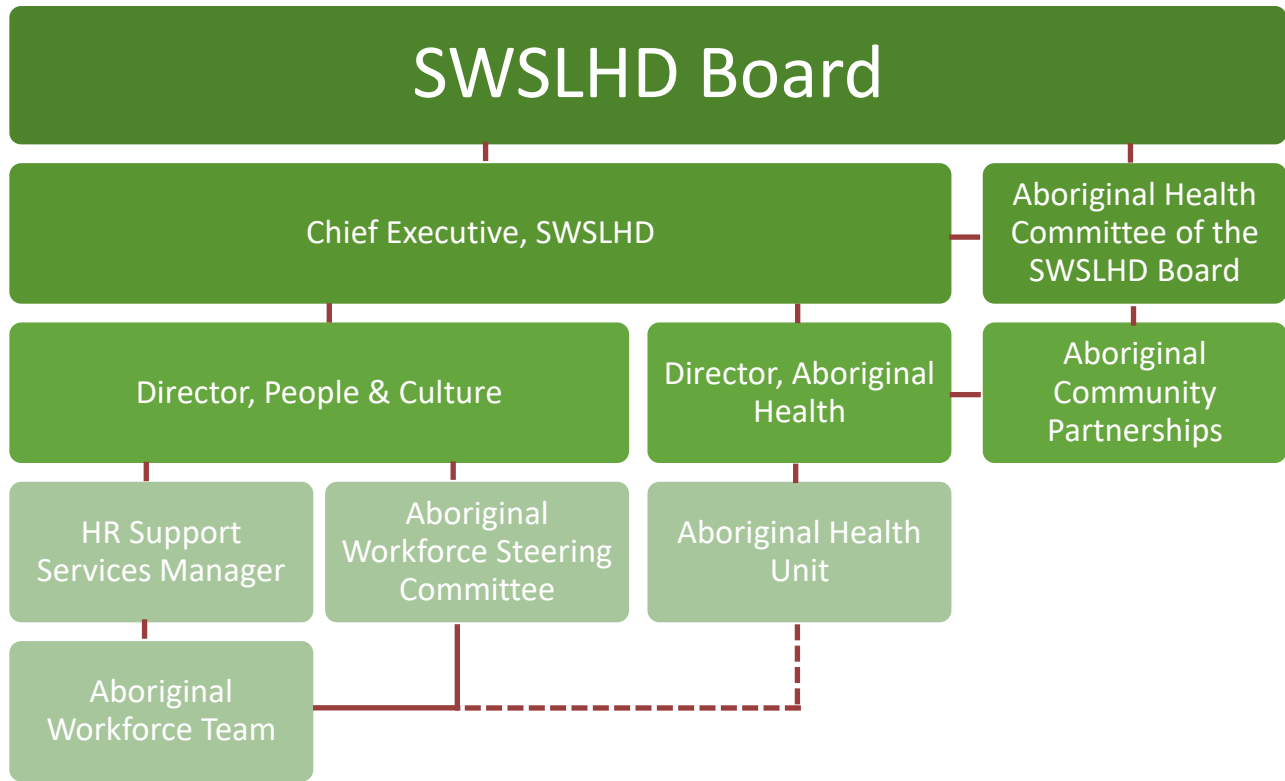 SWSLHD Board
Chief Executive, SWSLHD
Aboriginal Health
Committee of the
SWSLHD Board
Director, People & Culture
Director, Aboriginal
Health
Aboriginal
Community
Partnerships
HR Support
Services Manager
Aboriginal
Workforce Steering
Committee
Aboriginal Health
Unit
Aboriginal
Workforce Team